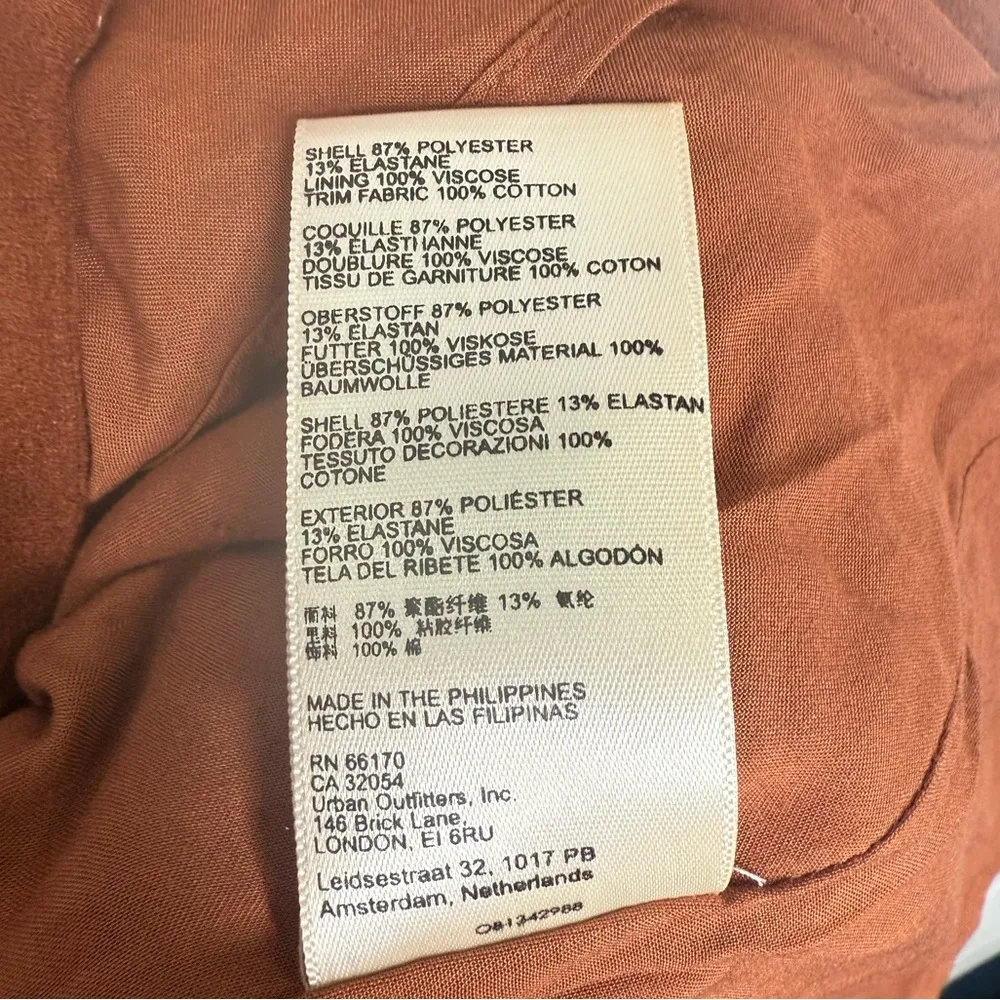 SHELL 87% POLYESTER
13% ELASTANE
LINING 100% VISCOSE
TRIM FABRIC 100% COTTON
COQUILLE 87% POLYESTER
13% ÉLASTHANNE
DOUBLURE 100% VISCOSE
TISSU DE GARNITURE 100% COTON
OBERSTOFF 87% POLYESTER
13% ELASTAN
FUTTER 100% VISKOSE
ÜBERSCHÜSSIGES MATERIAL 100%
BAUMWOLLE
SHELL 87% POLIESTERE 13% ELASTAN
FODERA 100% VISCOSA
TESSUTO DECORAZIONI 100%
COTONE
EXTERIOR 87% POLIÉSTER
13% ELASTANE
FORRO 100% VISCOSA
TELA DEL RIBETE 100% ALGODÓN
面料 87% 聚酯纤维 13% 氨纶
里料 100% 粘胶纤维
饰料 100% 棉
MADE IN THE PHILIPPINES
HECHO EN LAS FILIPINAS
RN 66170
CA 32054
Urban Outfitters, Inc.
146 Brick Lane,
LONDON, E1 6RU
Leidsestraat 32, 1017 PB
Amsterdam, Netherlands
O81342988